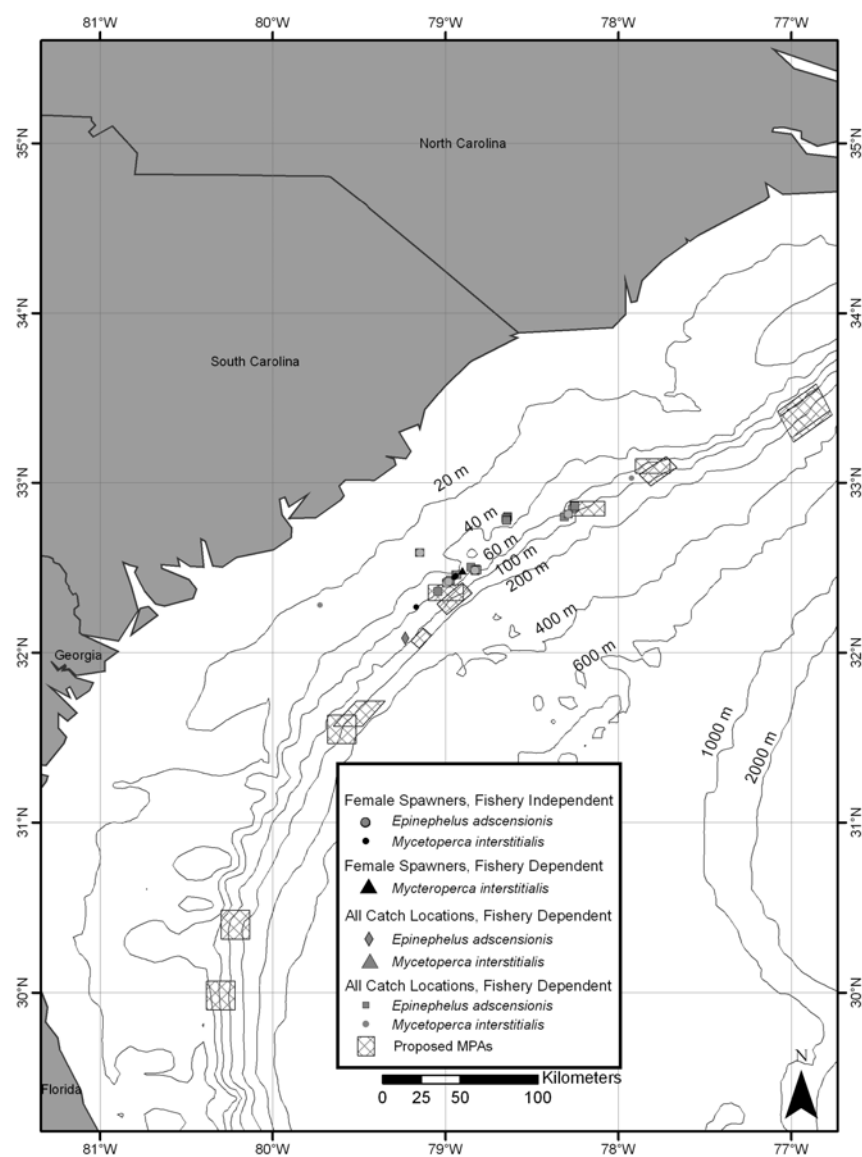 81°W 80°W 79°W 78°W 77°W
35°N 35°N
North Carolina
34°N 34°N
South Carolina
33°N 33°N
20 m
40 m
60 m
100 m
200 m
400 m
600 m
32°N 32°N
Georgia
1000 m
2000 m
31°N 31°N
Female Spawners, Fishery Independent
Epinephelus adscensionis
Mycetoperca interstitialis
Female Spawners, Fishery Dependent
Mycteroperca interstitialis
All Catch Locations, Fishery Dependent
Epinephelus adscensionis
Mycetoperca interstitialis
All Catch Locations, Fishery Dependent
Epinephelus adscensionis
Mycetoperca interstitialis
Proposed MPAs
30°N 30°N
Florida
Kilometers
0 25 50 100
N
81°W 80°W 79°W 78°W 77°W